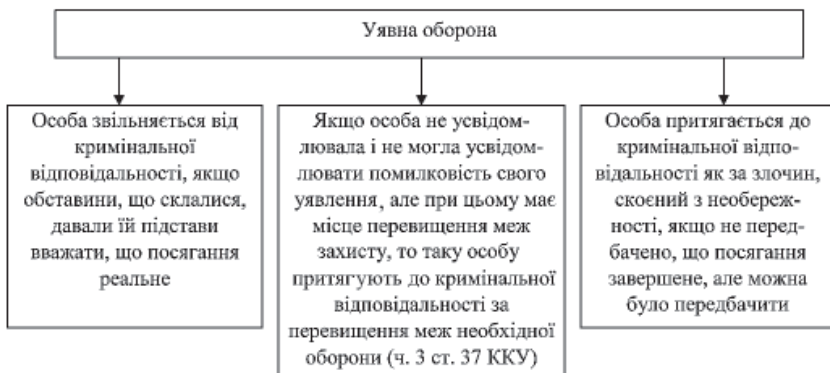 Уявна оборона
Особа звільняється від
кримінальної
відповідальності, якщо
обставини, що склалися,
давали їй підстави
вважати, що посягання
реальне
Якщо особа не усвідом-
лювала і не могла усвідом-
лювати помилковість свого
уявлення, але при цьому має
місце перевищення меж
захисту, то таку особу
притягують до кримінальної
відповідальності за
перевищення меж необхідної
оборони (ч. 3 ст. 37 ККУ)
Особа притягається до
кримінальної відпо-
відальності як за злочин,
скоєний з необереж-
ності, якщо не перед-
бачено, що посягання
завершене, але можна
було передбачити